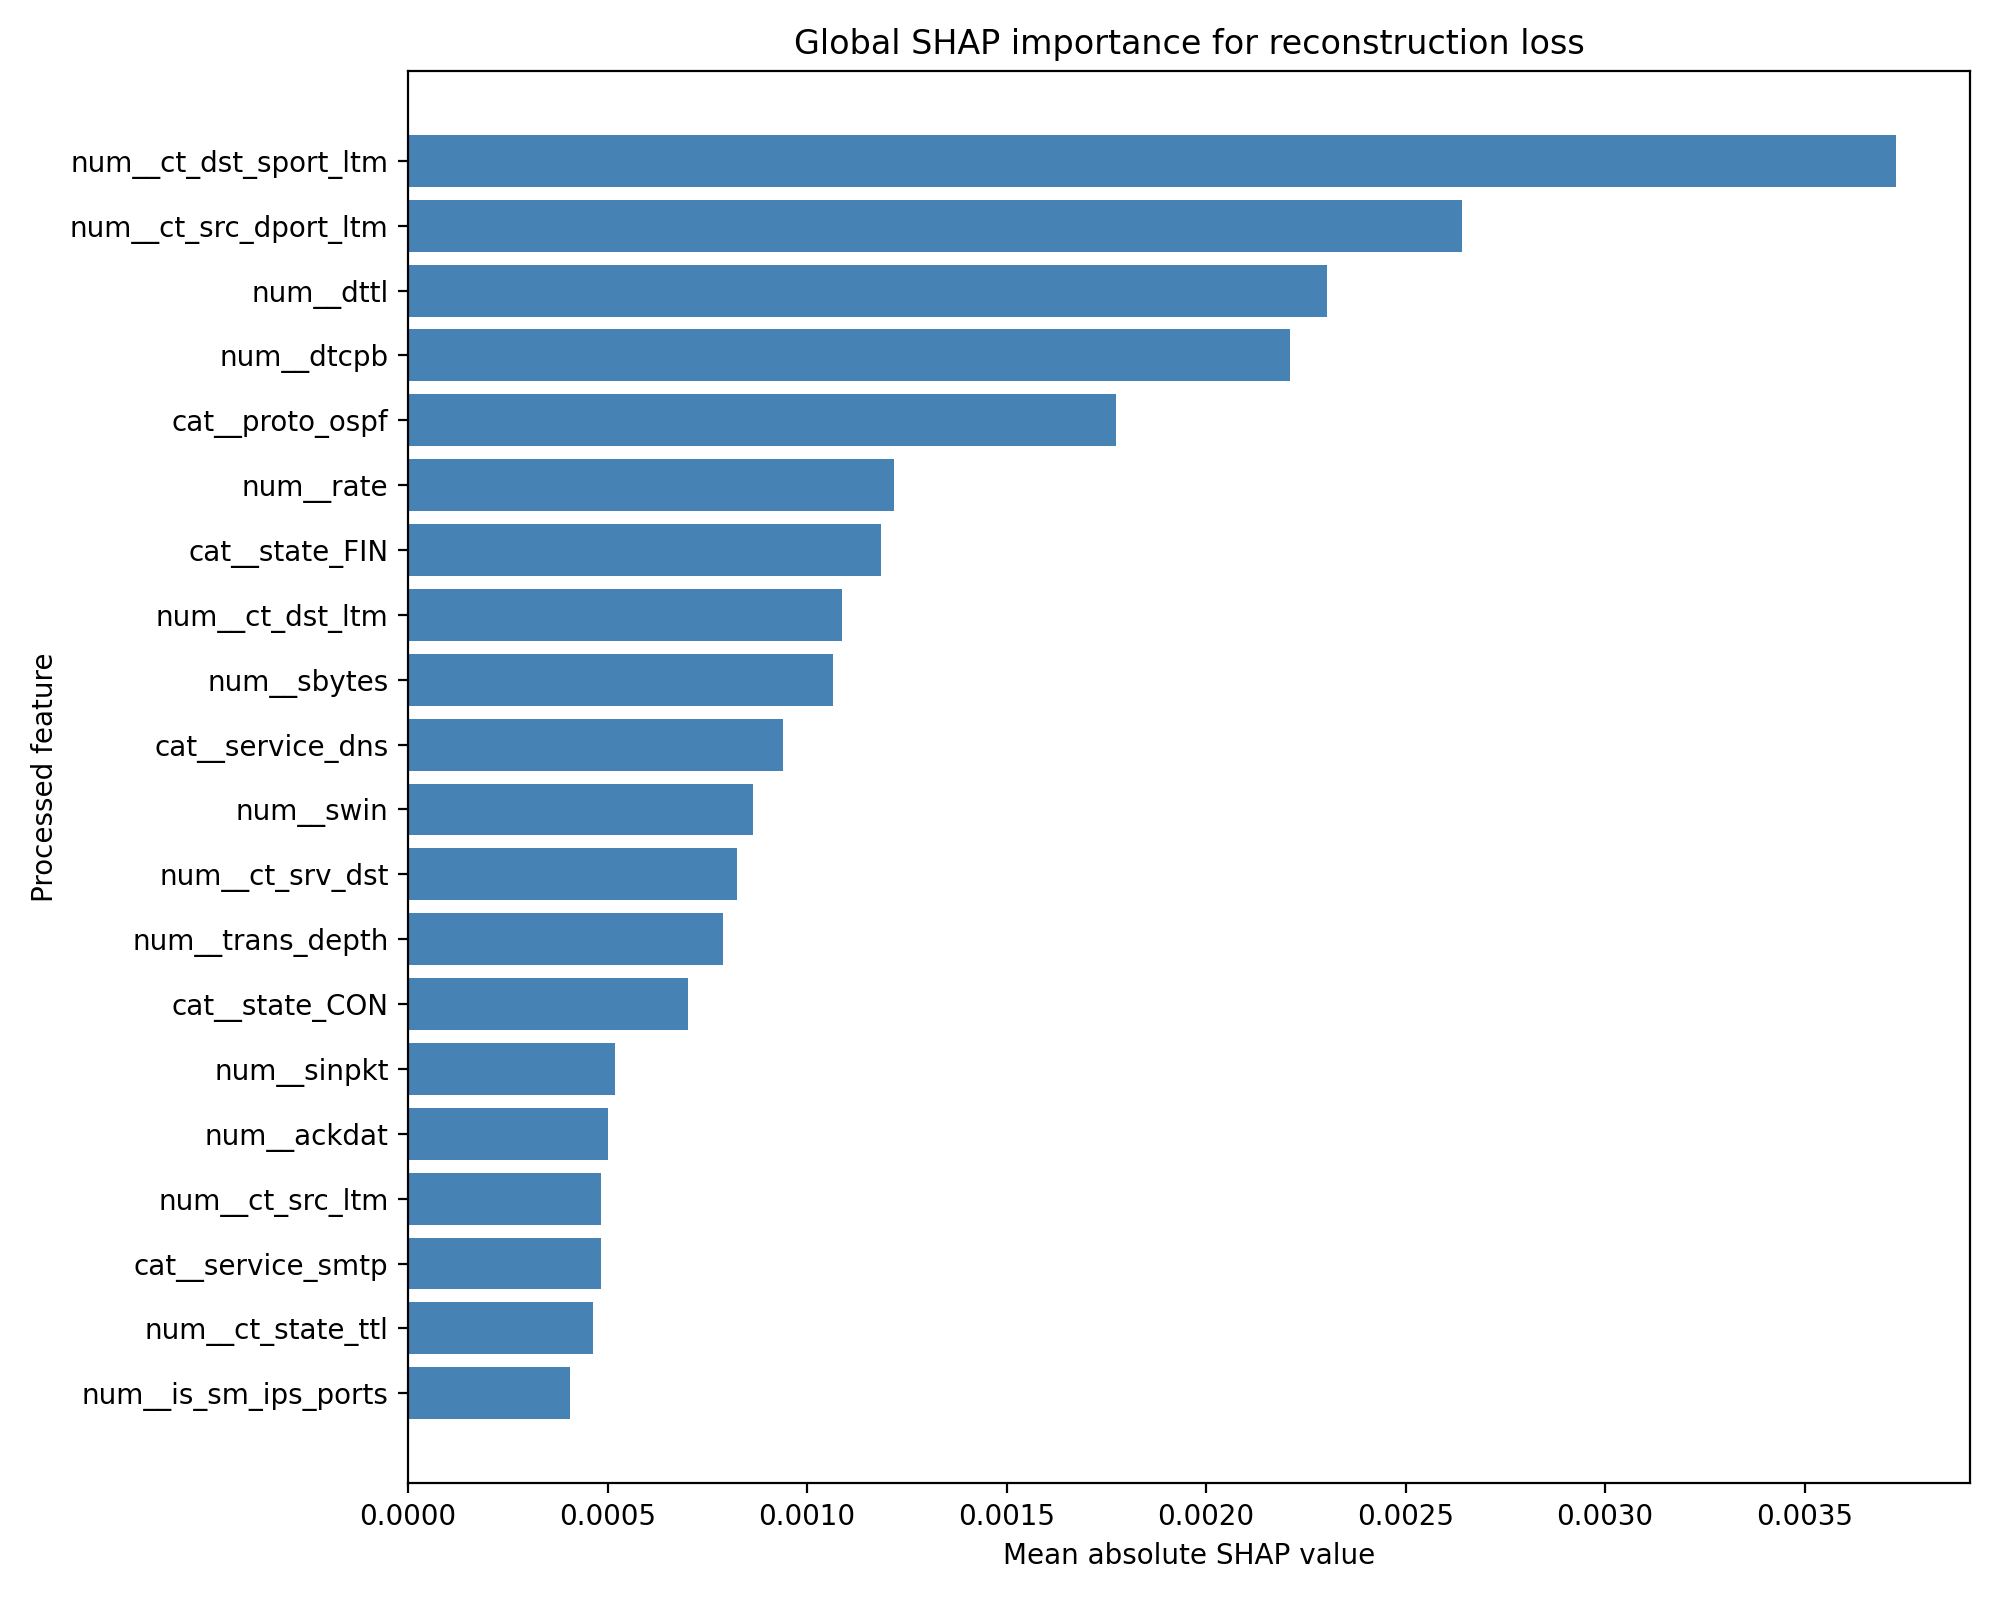 Global SHAP importance for reconstruction loss
num__ct_dst_sport_ltm
num__ct_src_dport_ltm
num__dttl
num__dtcpb
cat__proto_ospf
num__rate
cat__state_FIN
num__ct_dst_ltm
num__sbytes
cat__service_dns
num__swin
num__ct_srv_dst
num__trans_depth
cat__state_CON
num__sinpkt
num__ackdat
num__ct_src_ltm
cat__service_smtp
num__ct_state_ttl
num__is_sm_ips_ports
Processed feature
0.0000 0.0005 0.0010 0.0015 0.0020 0.0025 0.0030 0.0035
Mean absolute SHAP value